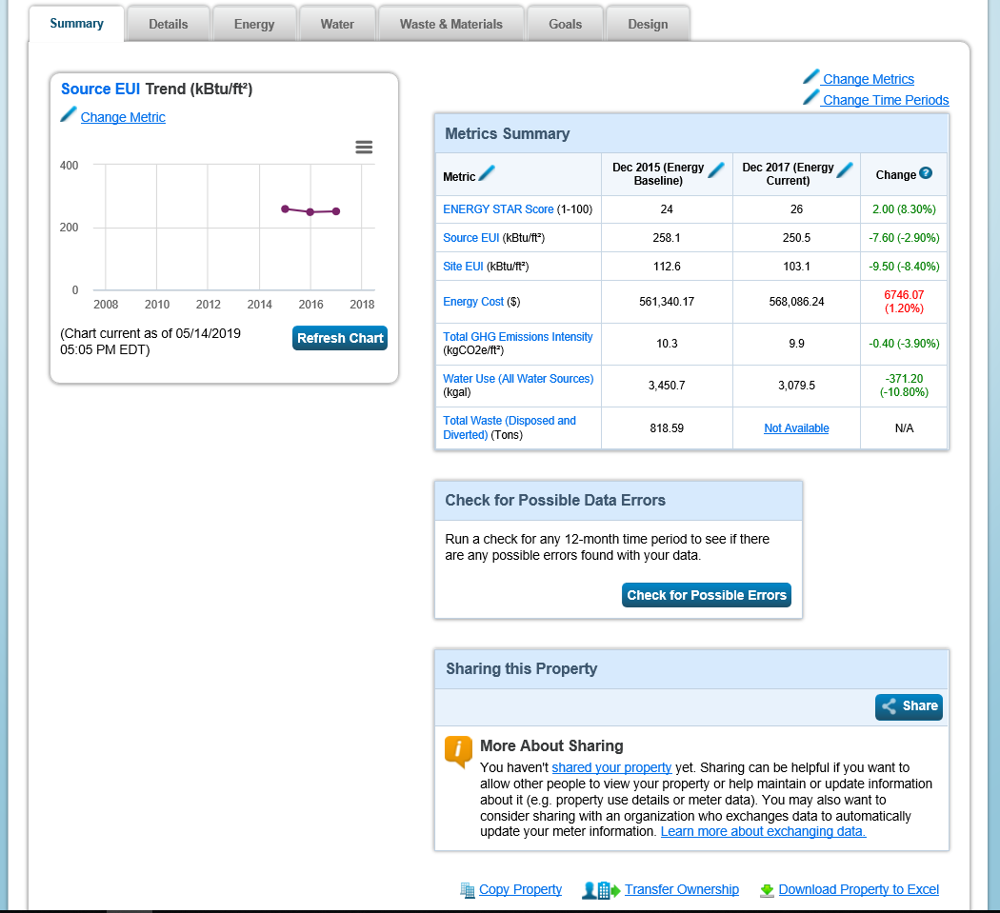 Summary
Details
Energy
Water
Waste & Materials
Goals
Design
Source EUI Trend (kBtu/ft²)
Change Metric
400
200
0
2008
2010
2012
2014
2016
2018
(Chart current as of 05/14/2019
05:05 PM EDT)
Refresh Chart
Change Metrics
Change Time Periods
Metrics Summary
Metric
Dec 2015 (Energy
Baseline)
Dec 2017 (Energy
Current)
Change ?
ENERGY STAR Score (1-100)
24
26
2.00 (8.30%)
Source EUI (kBtu/ft²)
258.1
250.5
-7.60 (-2.90%)
Site EUI (kBtu/ft²)
112.6
103.1
-9.50 (-8.40%)
Energy Cost ($)
561,340.17
568,086.24
6746.07
(1.20%)
Total GHG Emissions Intensity
(kgCO2e/ft²)
10.3
9.9
-0.40 (-3.90%)
Water Use (All Water Sources)
(kgal)
3,450.7
3,079.5
-371.20
(-10.80%)
Total Waste (Disposed and
Diverted) (Tons)
818.59
Not Available
N/A
Check for Possible Data Errors
Run a check for any 12-month time period to see if there
are any possible errors found with your data.
Check for Possible Errors
Sharing this Property
Share
i
More About Sharing
You haven't shared your property yet. Sharing can be helpful if you want to
allow other people to view your property or help maintain or update information
about it (e.g. property use details or meter data). You may also want to
consider sharing with an organization who exchanges data to automatically
update your meter information. Learn more about exchanging data.
Copy Property
Transfer Ownership
Download Property to Excel